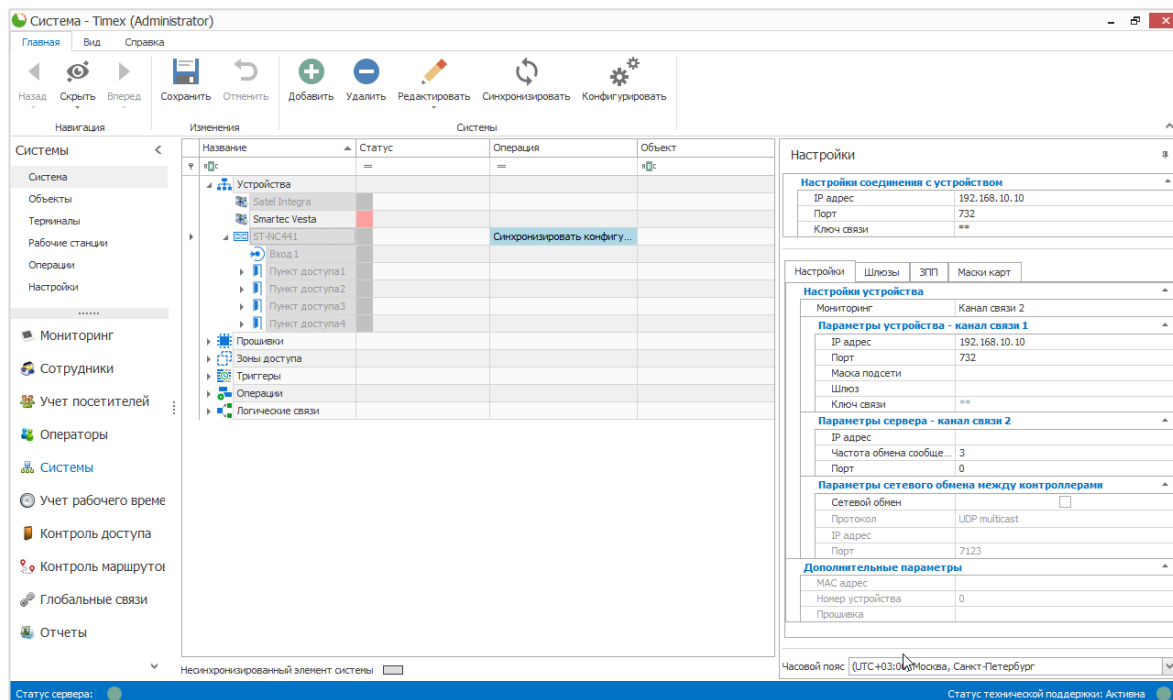 Система - Timex (Administrator)
Главная Вид Справка
Назад Скрыть Вперед Сохранить Отменить Добавить Удалить Редактировать Синхронизировать Конфигурировать
Навигация Изменения Системы
Системы
Система
Объекты
Терминалы
Рабочие станции
Операции
Настройки
Мониторинг
Сотрудники
Учет посетителей
Операторы
Системы
Учет рабочего време
Контроль доступа
Контроль маршрутов
Глобальные связи
Отчеты
Название Статус Операция Объект
= =
Устройства
Satel Integra
Smartec Vesta
ST-NC441 Синхронизировать конфигу...
Вход1
Пункт доступа1
Пункт доступа2
Пункт доступа3
Пункт доступа4
Прошивки
Зоны доступа
Триггеры
Операции
Логические связи
Несинхронизированный элемент системы
Настройки
Настройки соединения с устройством
IP адрес 192.168.10.10
Порт 732
Ключ связи **
Настройки Шлюзы ЗПП Маски карт
Настройки устройства
Мониторинг Канал связи 2
Параметры устройства - канал связи 1
IP адрес 192.168.10.10
Порт 732
Маска подсети
Шлюз
Ключ связи **
Параметры сервера - канал связи 2
IP адрес
Частота обмена сообще... 3
Порт 0
Параметры сетевого обмена между контроллерами
Сетевой обмен
Протокол UDP multicast
IP адрес
Порт 7123
Дополнительные параметры
MAC адрес
Номер устройства 0
Прошивка
Часовой пояс (UTC+03:00) Москва, Санкт-Петербург
Статус сервера: Статус технической поддержки: Активна